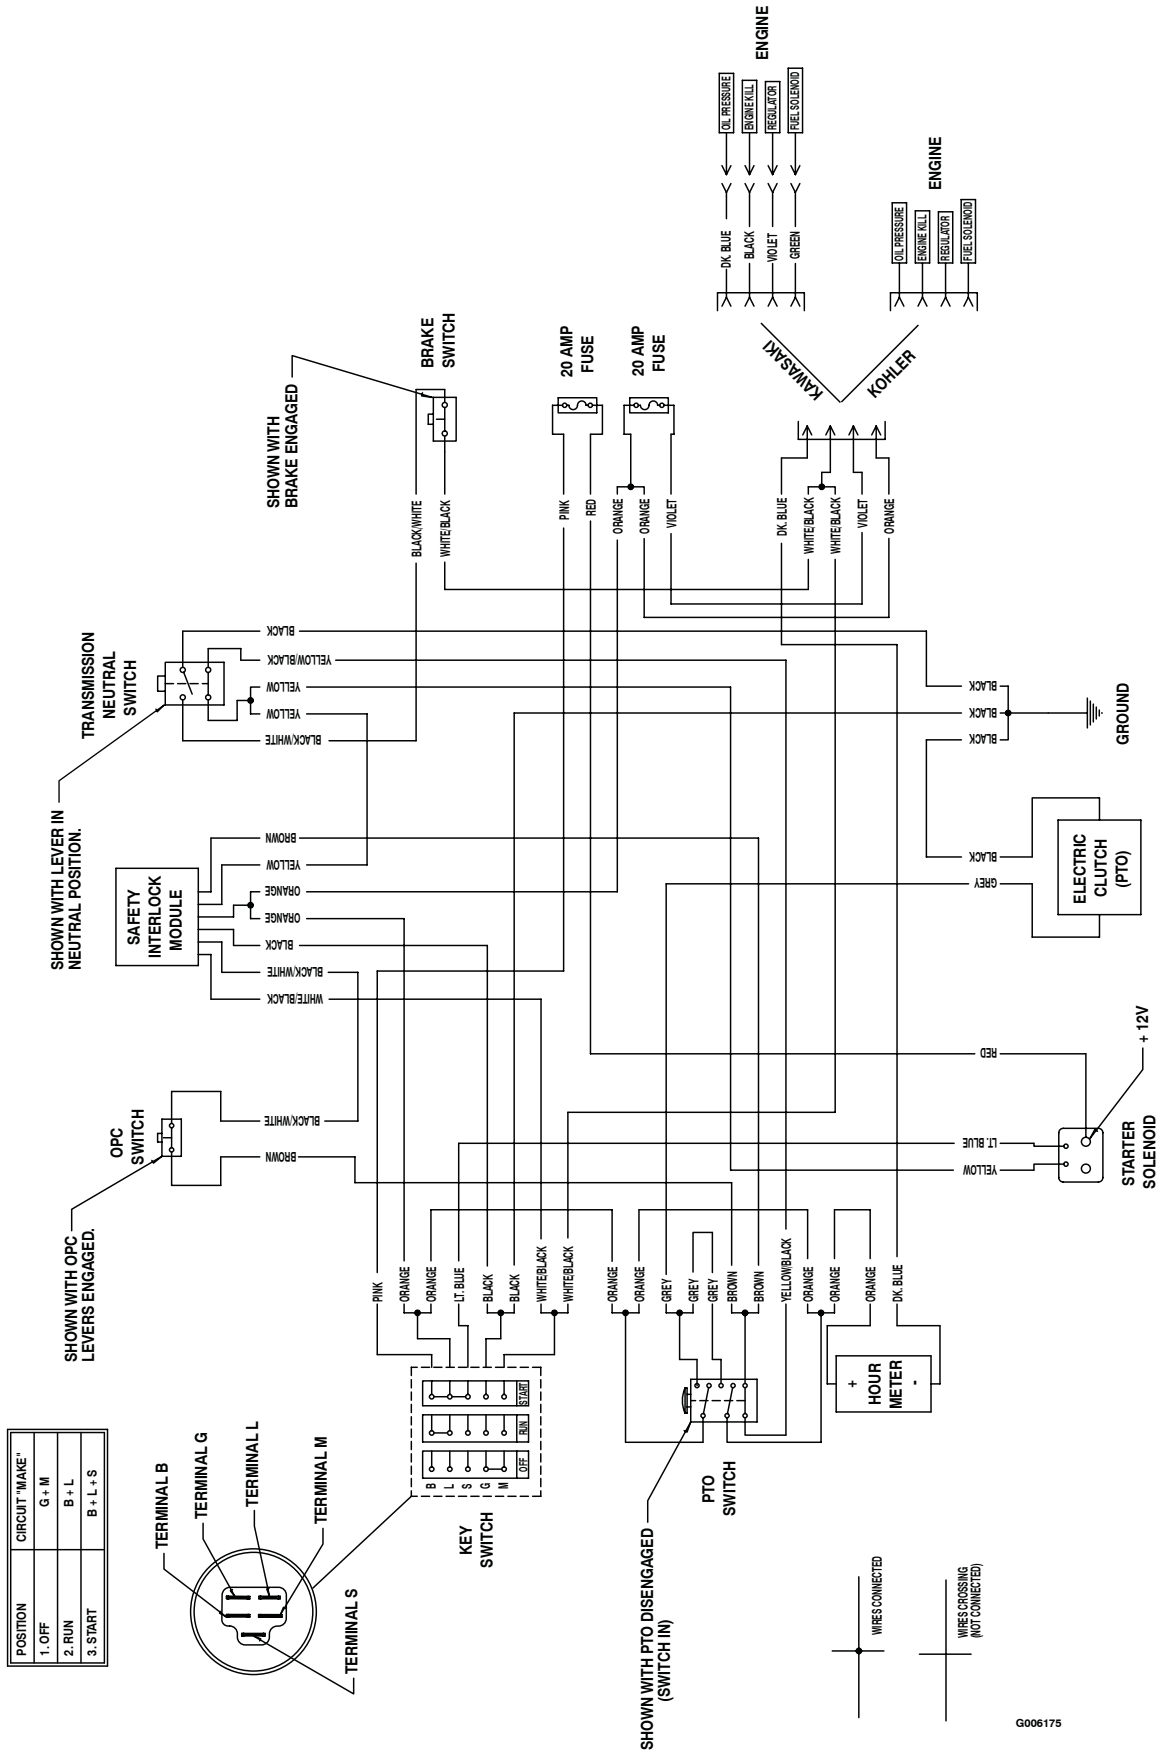 POSITION CIRCUIT "MAKE"
1. OFF G + M
2. RUN B + L
3. START B + L + S
TERMINAL B
TERMINAL G
TERMINAL L
TERMINAL M
TERMINAL S
KEY
SWITCH
B
L
S
G
M
OFF
RUN
START
SHOWN WITH OPC
LEVERS ENGAGED.
OPC
SWITCH
BROWN
BLACK/WHITE
SAFETY
INTERLOCK
MODULE
WHITE/BLACK
BLACK/WHITE
BLACK
ORANGE
ORANGE
YELLOW
BROWN
SHOWN WITH LEVER IN
NEUTRAL POSITION.
TRANSMISSION
NEUTRAL
SWITCH
BLACK/WHITE
YELLOW
YELLOW
YELLOW/BLACK
BLACK
SHOWN WITH
BRAKE ENGAGED
BRAKE
SWITCH
BLACK/WHITE
WHITE/BLACK
20 AMP
FUSE
20 AMP
FUSE
PINK
RED
ORANGE
ORANGE
VIOLET
DK. BLUE
WHITE/BLACK
WHITE/BLACK
VIOLET
ORANGE
KAWASAKI
KOHLER
DK. BLUE
BLACK
VIOLET
GREEN
OIL PRESSURE
ENGINE KILL
REGULATOR
FUEL SOLENOID
ENGINE
OIL PRESSURE
ENGINE KILL
REGULATOR
FUEL SOLENOID
ENGINE
PINK
ORANGE
ORANGE
LT. BLUE
BLACK
BLACK
WHITE/BLACK
WHITE/BLACK
ORANGE
ORANGE
GREY
GREY
GREY
BROWN
BROWN
YELLOW/BLACK
ORANGE
ORANGE
ORANGE
DK. BLUE
SHOWN WITH PTO DISENGAGED
(SWITCH IN)
PTO
SWITCH
+
HOUR
METER
-
YELLOW
LT. BLUE
RED
STARTER
SOLENOID
+ 12V
GREY
BLACK
ELECTRIC
CLUTCH
(PTO)
BLACK
BLACK
BLACK
GROUND
WIRES CONNECTED
WIRES CROSSING
(NOT CONNECTED)
G006175